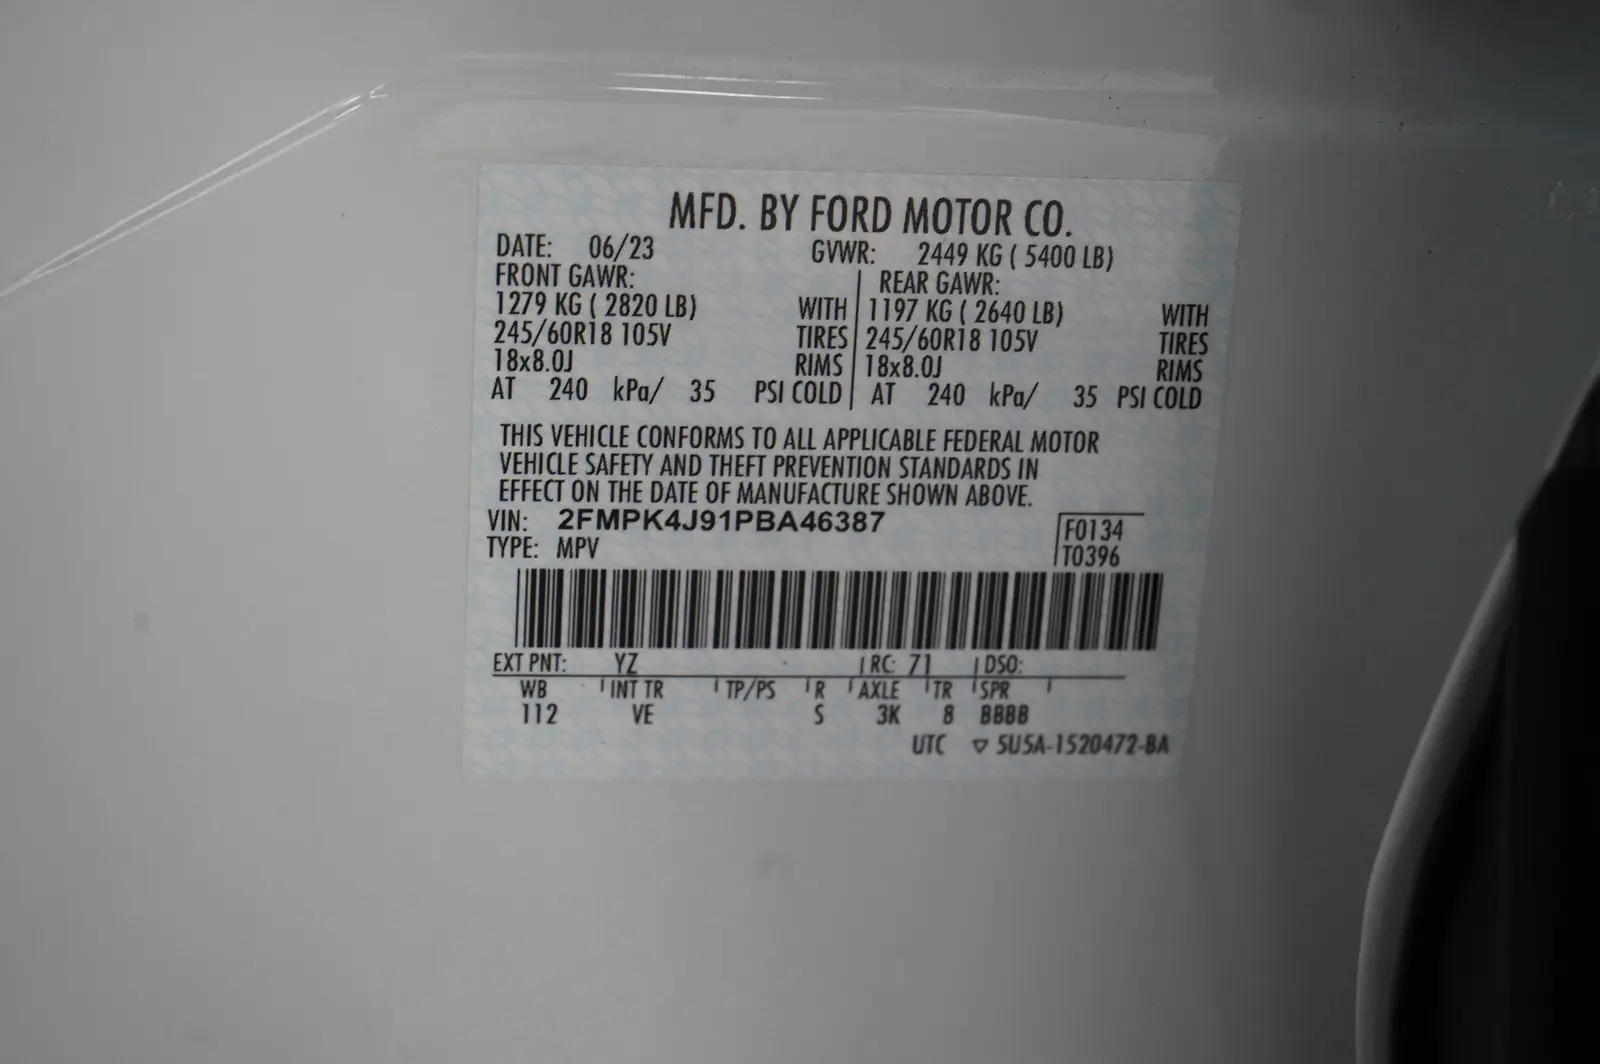 MFD. BY FORD MOTOR CO.
DATE: 06/23 GVWR: 2449 KG ( 5400 LB)
FRONT GAWR: REAR GAWR:
1279 KG ( 2820 LB) WITH 1197 KG ( 2640 LB) WITH
245/60R18 105V TIRES 245/60R18 105V TIRES
18x8.0J RIMS 18x8.0J RIMS
AT 240 kPa/ 35 PSI COLD AT 240 kPa/ 35 PSI COLD
THIS VEHICLE CONFORMS TO ALL APPLICABLE FEDERAL MOTOR
VEHICLE SAFETY AND THEFT PREVENTION STANDARDS IN
EFFECT ON THE DATE OF MANUFACTURE SHOWN ABOVE.
VIN: 2FMPK4J91PBA46387 F0134
TYPE: MPV T0396
EXT PNT: YZ RC: 71 DSO:
WB INT TR TP/PS R AXLE TR SPR
112 VE S 3K 8 BBBB
UTC ▽ 5U5A-1520472-BA